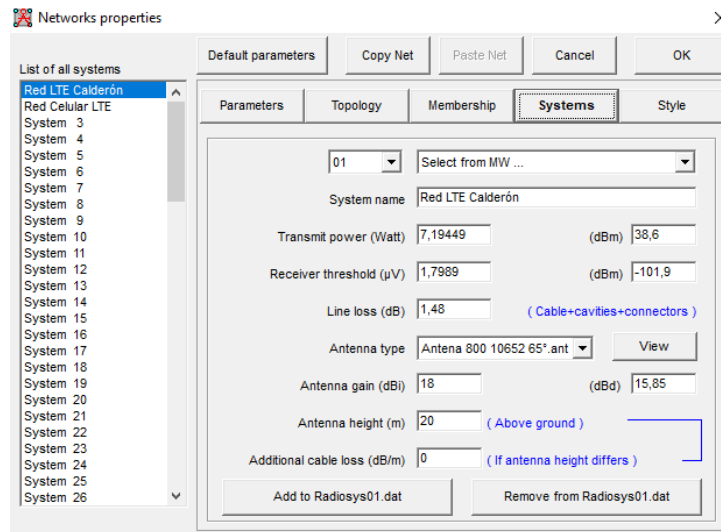 Networks properties
Default parameters
Copy Net
Paste Net
Cancel
OK
List of all systems
Red LTE Calderón
Red Celular LTE
System 3
System 4
System 5
System 6
System 7
System 8
System 9
System 10
System 11
System 12
System 13
System 14
System 15
System 16
System 17
System 18
System 19
System 20
System 21
System 22
System 23
System 24
System 25
System 26
Parameters
Topology
Membership
Systems
Style
01
Select from MW ...
System name Red LTE Calderón
Transmit power (Watt) 7,19449 (dBm) 38,6
Receiver threshold (µV) 1,7989 (dBm) -101,9
Line loss (dB) 1,48 ( Cable+cavities+connectors )
Antenna type Antena 800 10652 65°.ant View
Antenna gain (dBi) 18 (dBd) 15,85
Antenna height (m) 20 ( Above ground )
Additional cable loss (dB/m) 0 ( If antenna height differs )
Add to Radiosys01.dat
Remove from Radiosys01.dat